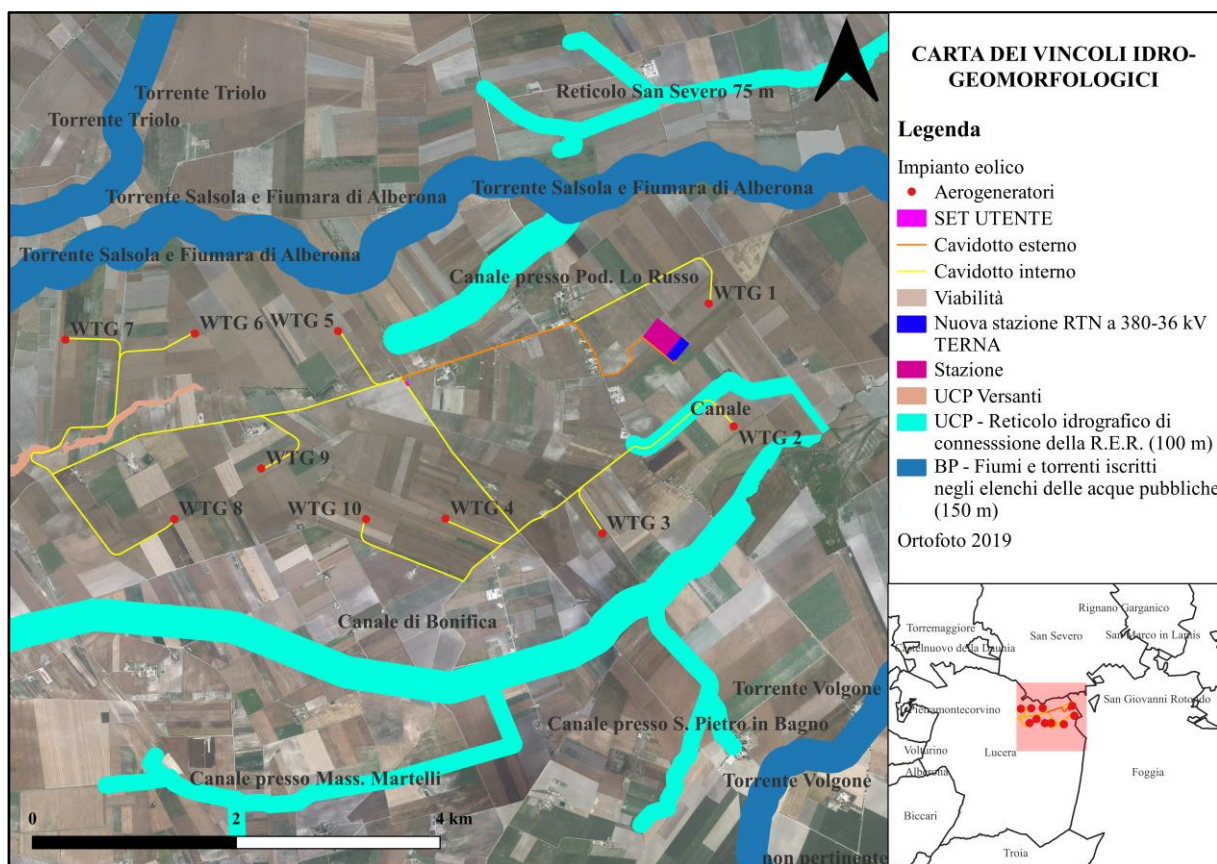 Torrente Triolo
Torrente Triolo
Reticolo San Severo 75 m
Torrente Salsola e Fiumara di Alberona
Torrente Salsola e Fiumara di Alberona
Torrente Salsola e Fiumara di Alberona
Canale presso Pod. Lo Russo
WTG 1
WTG 7
WTG 6
WTG 5
Canale
WTG 2
WTG 9
WTG 8
WTG 10
WTG 4
WTG 3
Canale di Bonifica
Torrente Volgone
Canale presso S. Pietro in Bagno
Canale presso Mass. Martelli
Torrente Volgone
0
2
4 km
non pertinente
CARTA DEI VINCOLI IDRO-
GEOMORFOLOGICI
Legenda
Impianto eolico
Aerogeneratori
SET UTENTE
Cavidotto esterno
Cavidotto interno
Viabilità
Nuova stazione RTN a 380-36 kV
TERNA
Stazione
UCP Versanti
UCP - Reticolo idrografico di
connesssione della R.E.R. (100 m)
BP - Fiumi e torrenti iscritti
negli elenchi delle acque pubbliche
(150 m)
Ortofoto 2019
Rignano Garganico
Torremaggiore
San Severo
San Marco in Lamis
Castelnuovo della Daunia
San Giovanni Rotondo
Pietramontecorvino
Volturino
Lucera
Alberona
Foggia
Biccari
Troia